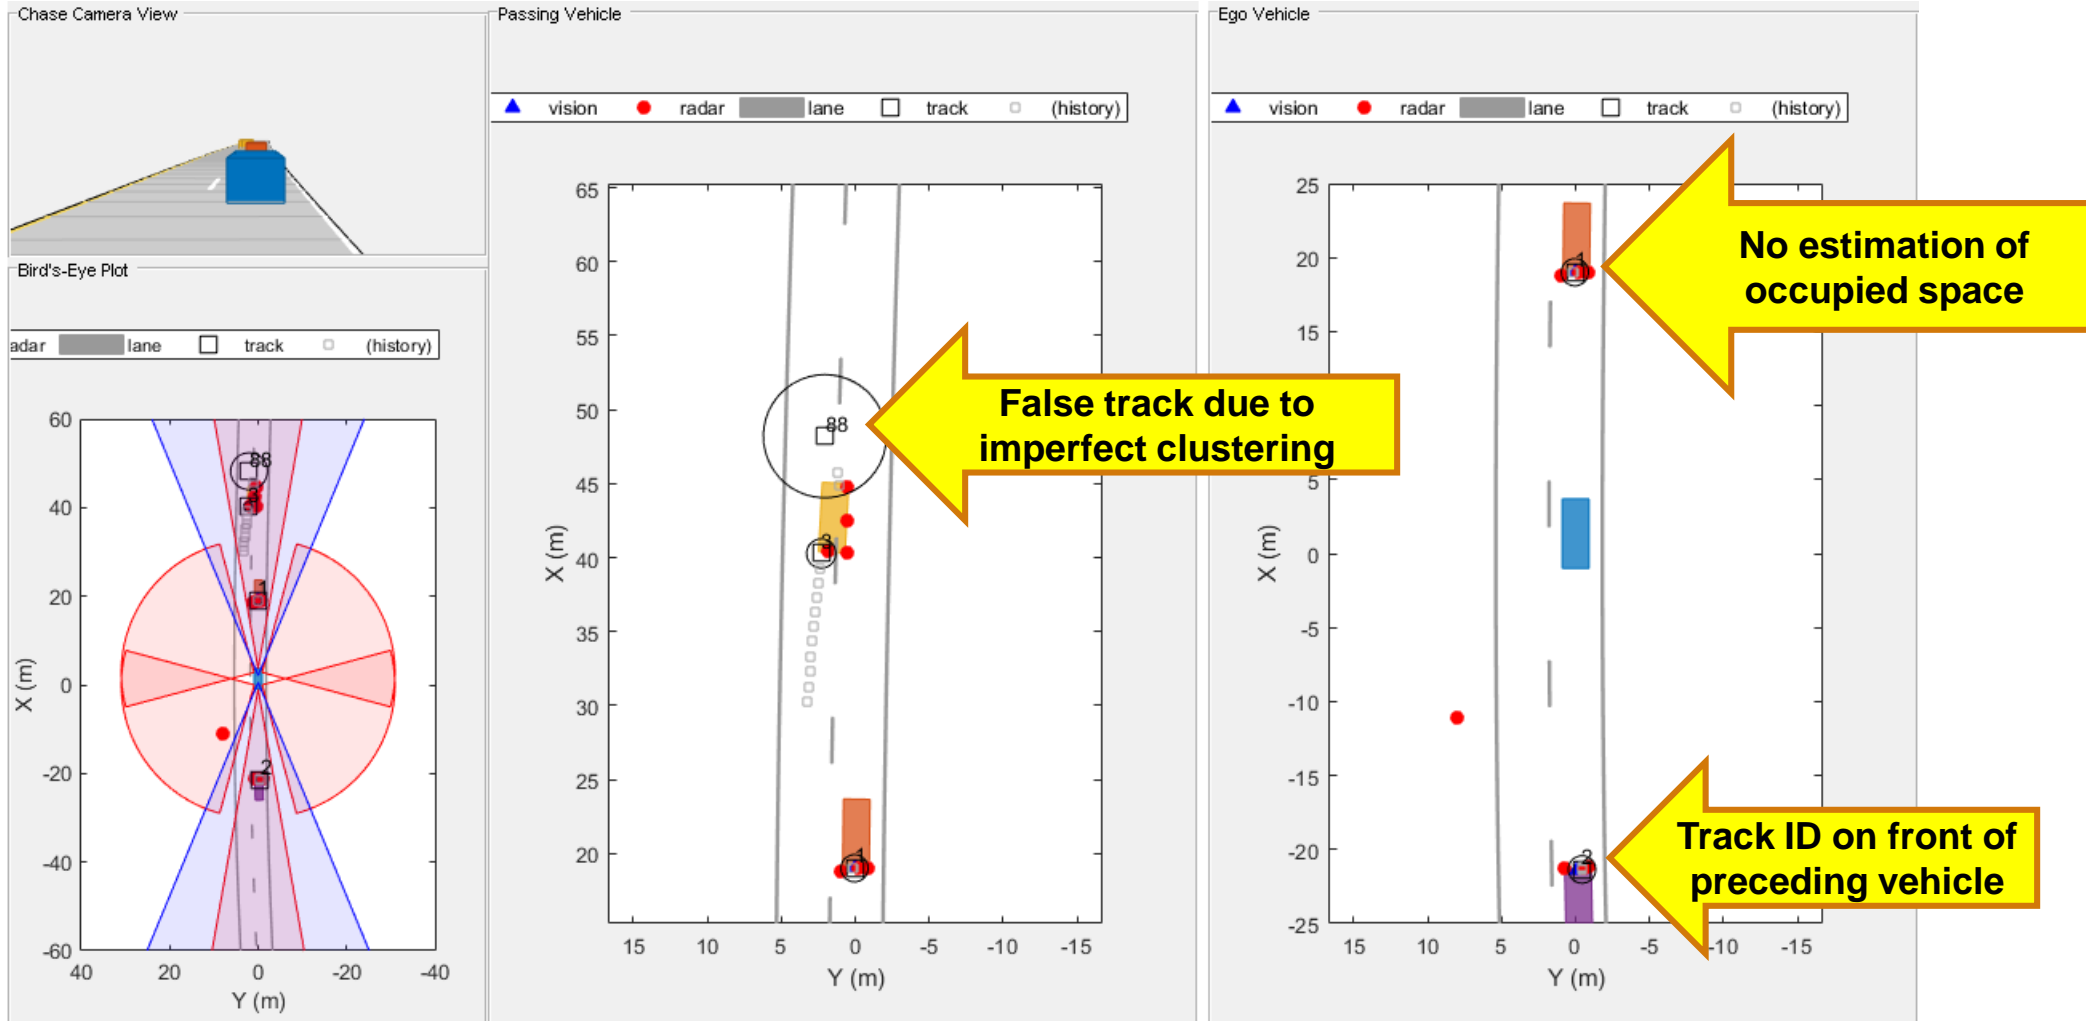 Chase Camera View
Bird's-Eye Plot
adar lane track (history)
60
40
20
0
-20
-40
-60
40 20 0 -20 -40
X (m)
Y (m)
88
1
2
Passing Vehicle
vision radar lane track (history)
65
60
55
50
45
40
35
30
25
20
15 10 5 0 -5 -10 -15
X (m)
Y (m)
88
3
1
False track due to
imperfect clustering
Ego Vehicle
vision radar lane track (history)
25
20
15
5
0
-5
-10
-15
-20
-25
15 10 5 0 -5 -10 -15
X (m)
Y (m)
1
2
No estimation of
occupied space
Track ID on front of
preceding vehicle